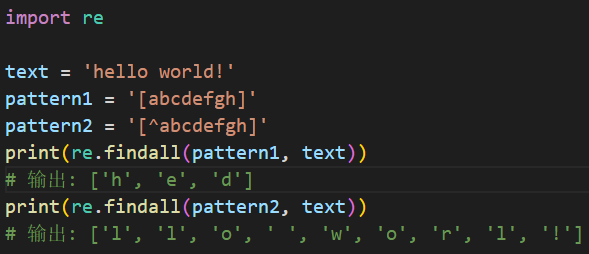 import re
text = 'hello world!'
pattern1 = '[abcdefgh]'
pattern2 = '[^abcdefgh]'
print(re.findall(pattern1, text))
# 输出: ['h', 'e', 'd']
print(re.findall(pattern2, text))
# 输出: ['l', 'l', 'o', ' ', 'w', 'o', 'r', 'l', '!']